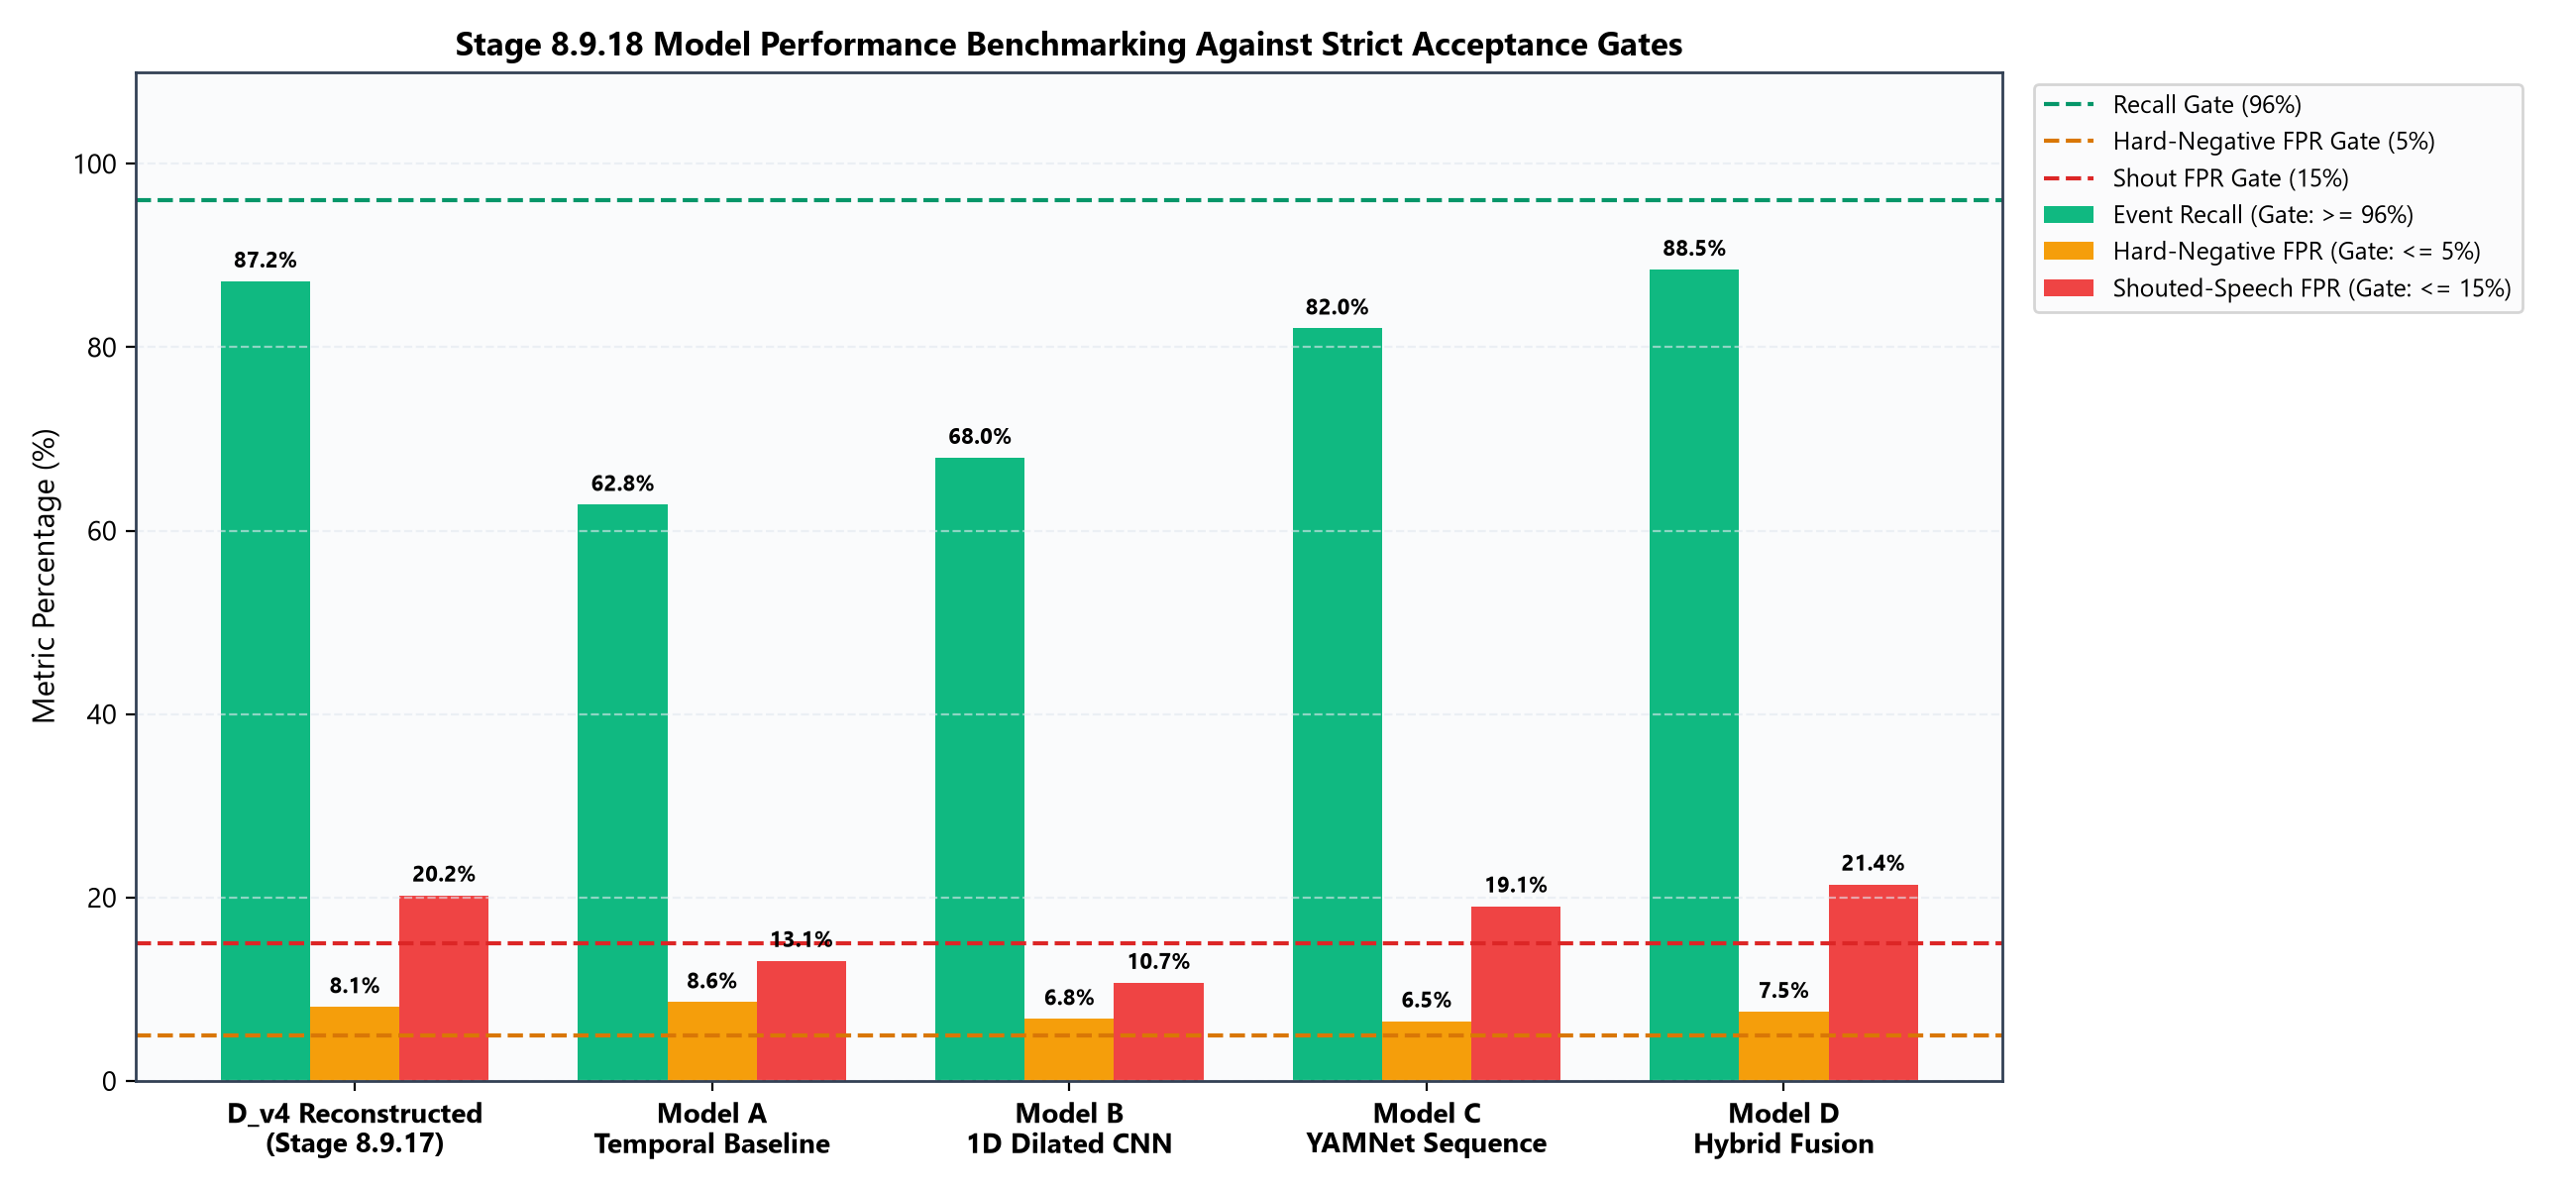 Stage 8.9.18 Model Performance Benchmarking Against Strict Acceptance Gates
Recall Gate (96%)
Hard-Negative FPR Gate (5%)
Shout FPR Gate (15%)
Event Recall (Gate: >= 96%)
Hard-Negative FPR (Gate: <= 5%)
Shouted-Speech FPR (Gate: <= 15%)
Metric Percentage (%)
100
80
60
40
20
0
87.2%
8.1%
20.2%
62.8%
8.6%
13.1%
68.0%
6.8%
10.7%
82.0%
6.5%
19.1%
88.5%
7.5%
21.4%
D_v4 Reconstructed
(Stage 8.9.17)
Model A
Temporal Baseline
Model B
1D Dilated CNN
Model C
YAMNet Sequence
Model D
Hybrid Fusion